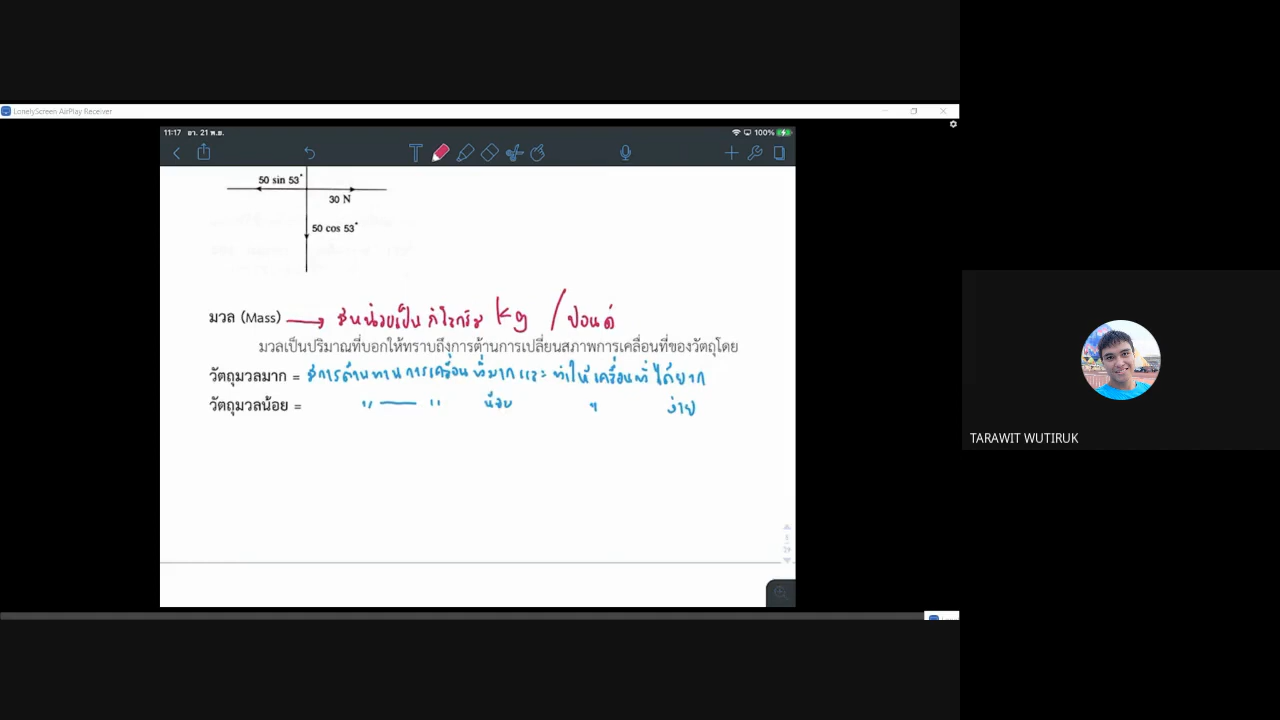 LonelyScreen AirPlay Receiver
11:17 อา. 21 พ.ย.
100%
50 sin 53°
30 N
50 cos 53°
มวล (Mass) → มีหน่วยเป็น กิโลกรัม kg / ปอนด์
มวลเป็นปริมาณที่บอกให้ทราบถึงการต้านการเปลี่ยนสภาพการเคลื่อนที่ของวัตถุโดย
วัตถุมวลมาก = มีการต้านทานการเคลื่อนที่มากและทำให้เคลื่อนที่ได้ยาก
วัตถุมวลน้อย = " —— " น้อย " ง่าย
TARAWIT WUTIRUK